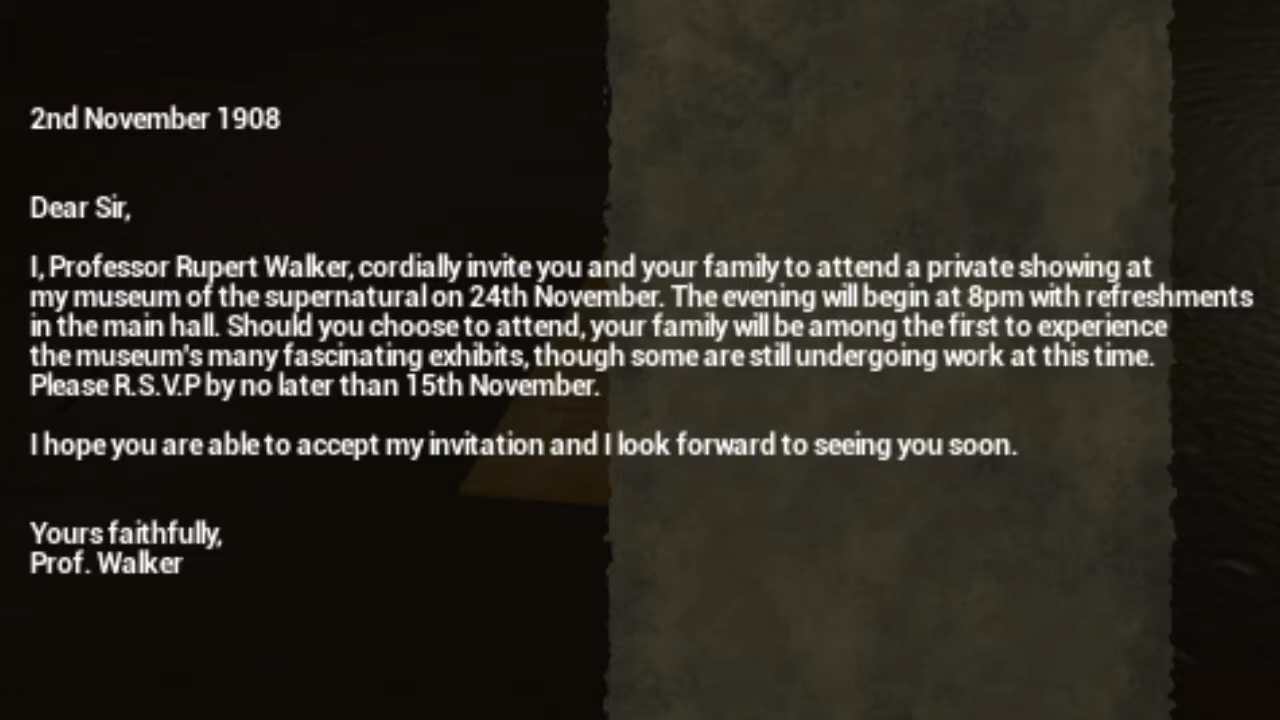 2nd November 1908
Dear Sir,
I, Professor Rupert Walker, cordially invite you and your family to attend a private showing at
my museum of the supernatural on 24th November. The evening will begin at 8pm with refreshments
in the main hall. Should you choose to attend, your family will be among the first to experience
the museum's many fascinating exhibits, though some are still undergoing work at this time.
Please R.S.V.P by no later than 15th November.
I hope you are able to accept my invitation and I look forward to seeing you soon.
Yours faithfully,
Prof. Walker